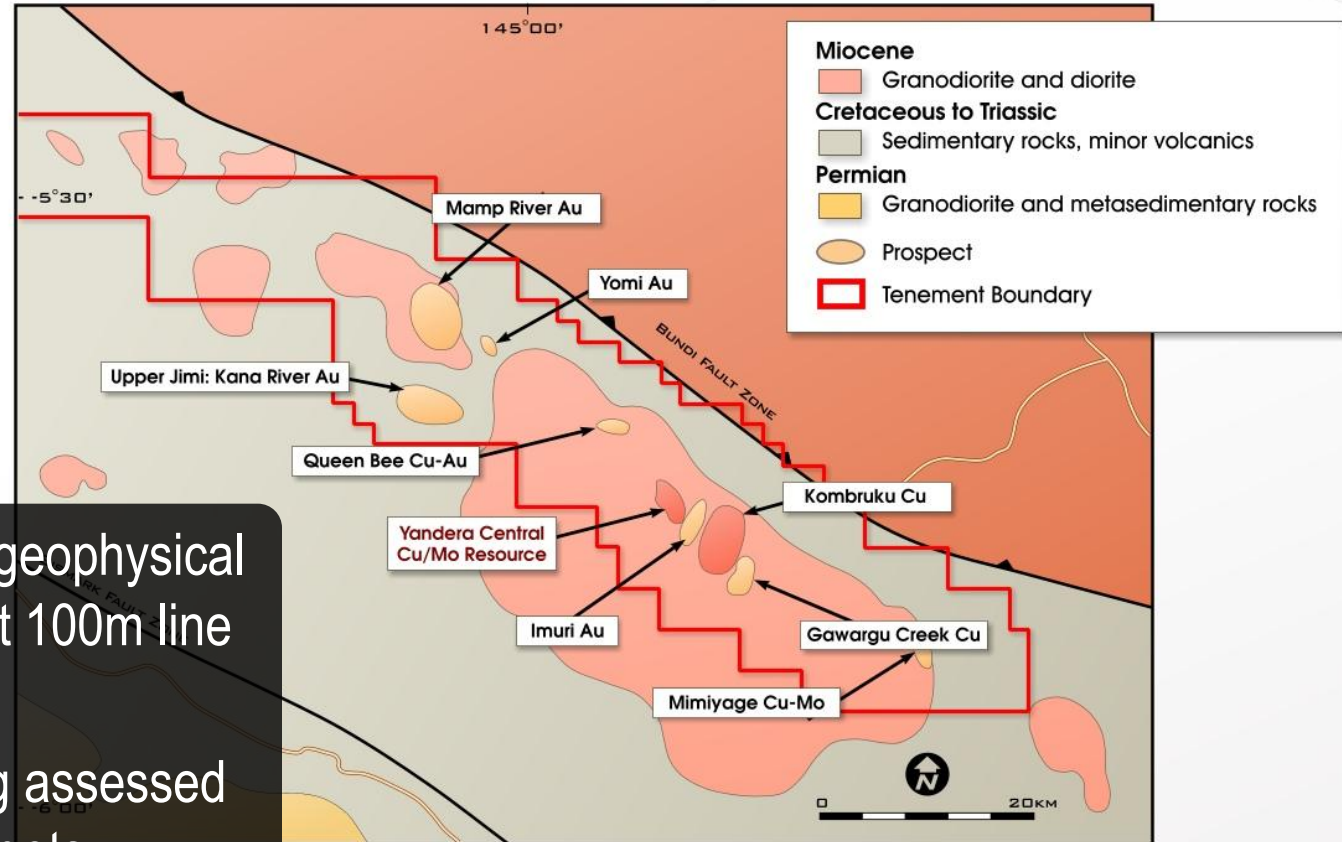 145°00'
Miocene
Granodiorite and diorite
Cretaceous to Triassic
Sedimentary rocks, minor volcanics
Permian
Granodiorite and metasedimentary rocks
Prospect
Tenement Boundary
-5°30'
Mamp River Au
Yomi Au
BUNDI FAULT ZONE
Upper Jimi: Kana River Au
Queen Bee Cu-Au
Kombruku Cu
Yandera Central
Cu/Mo Resource
geophysical
100m line
FAULT
Imuri Au
Gawargu Creek Cu
Mimiyage Cu-Mo
assessed
-6°00'
N
0 20KM